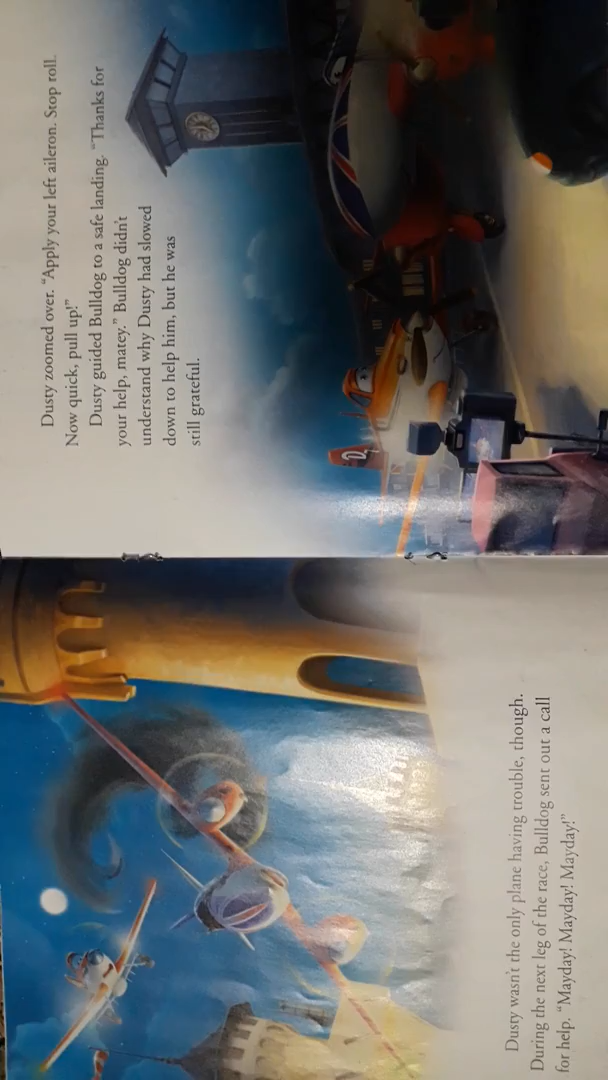 Dusty wasn't the only plane having trouble, though.
During the next leg of the race, Bulldog sent out a call
for help. "Mayday! Mayday! Mayday!"
Dusty zoomed over. "Apply your left aileron. Stop roll.
Now quick, pull up!"
Dusty guided Bulldog to a safe landing. "Thanks for
your help, matey." Bulldog didn't
understand why Dusty had slowed
down to help him, but he was
still grateful.